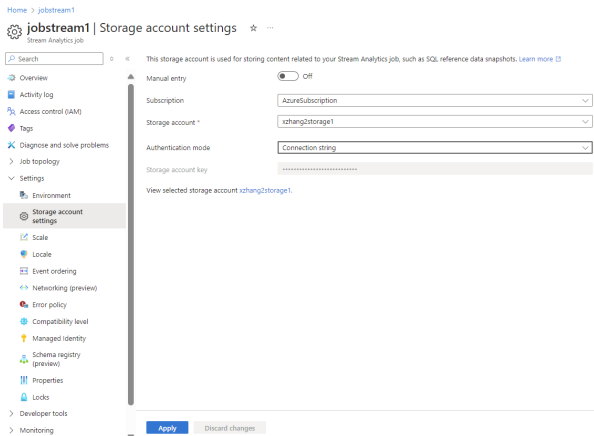 Home > jobstream1
jobstream1 | Storage account settings
Stream Analytics job
Search
Overview
Activity log
Access control (IAM)
Tags
Diagnose and solve problems
Job topology
Settings
Environment
Storage account
settings
Scale
Locale
Event ordering
Networking (preview)
Error policy
Compatibility level
Managed Identity
Schema registry
(preview)
Properties
Locks
Developer tools
Monitoring
This storage account is used for storing content related to your Stream Analytics job, such as SQL reference data snapshots. Learn more
Manual entry Off
Subscription AzureSubscription
Storage account * xzhang2storage1
Authentication mode Connection string
Storage account key ••••••••••••••••••••••••••
View selected storage account xzhang2storage1.
Apply Discard changes